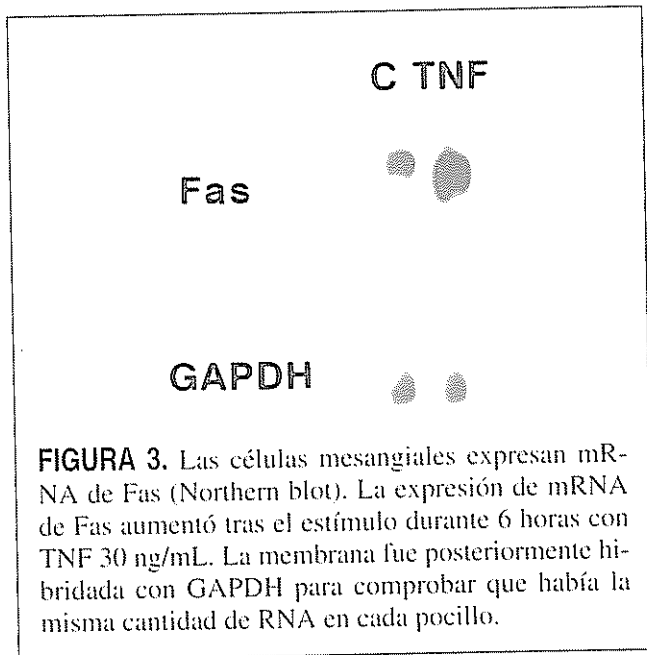 C TNF
Fas
GAPDH
FIGURA 3. Las células mesangiales expresan mR-
NA de Fas (Northern blot). La expresión de mRNA
de Fas aumentó tras el estímulo durante 6 horas con
TNF 30 ng/mL. La membrana fue posteriormente hi-
bridada con GAPDH para comprobar que había la
misma cantidad de RNA en cada pocillo.